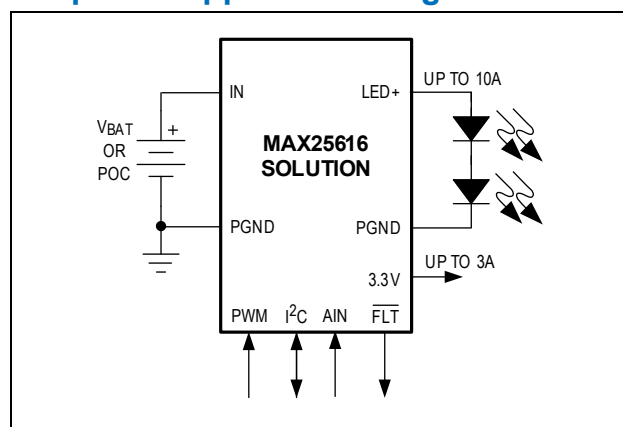 IN
LED+
UP TO 10A
VBAT
OR
POC
+
MAX25616
SOLUTION
PGND
PGND
3.3V
UP TO 3A
PWM
I²C
AIN
FLT